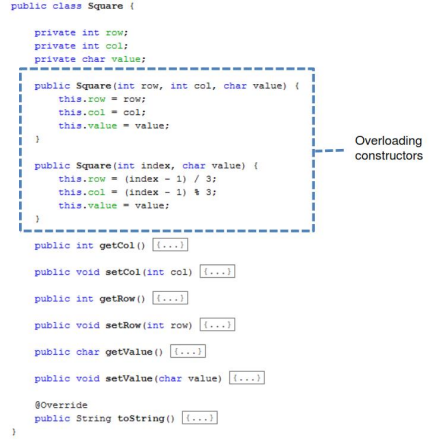 public class Square {
private int row;
private int col;
private char value;
public Square(int row, int col, char value) {
this.row = row;
this.col = col;
this.value = value;
}
public Square(int index, char value) {
this.row = (index - 1) / 3;
this.col = (index - 1) % 3;
this.value = value;
}
Overloading
constructors
public int getCol() {...}
public void setCol(int col) {...}
public int getRow() {...}
public void setRow(int row) {...}
public char getValue() {...}
public void setValue(char value) {...}
@Override
public String toString() {...}
}